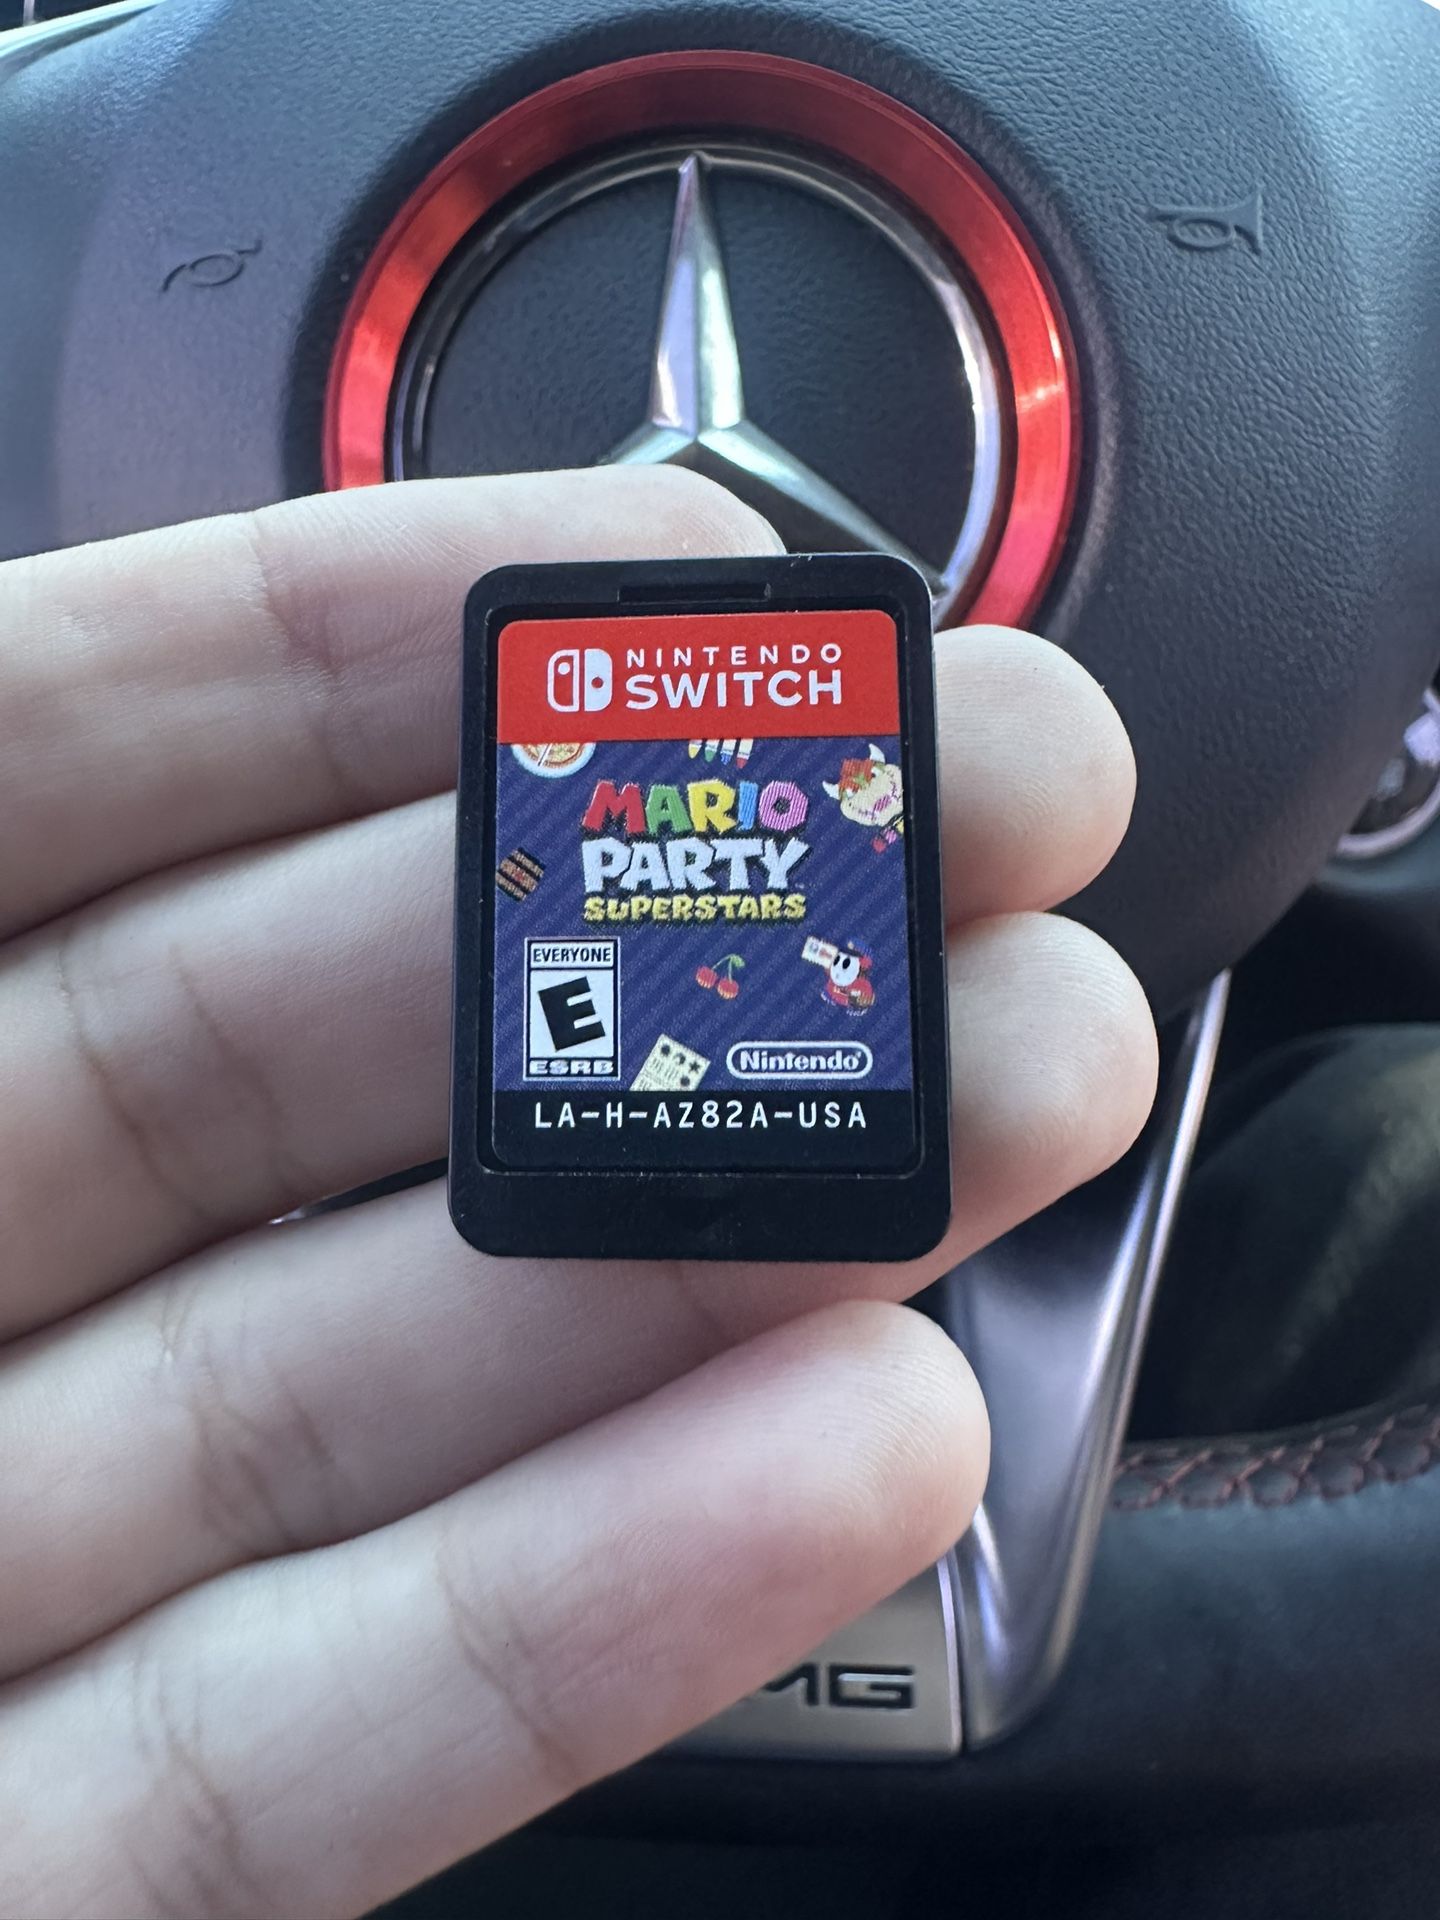 NINTENDO
SWITCH
MARIO
PARTY
SUPERSTARS
EVERYONE
E
ESRB
Nintendo
LA-H-AZ82A-USA
MG